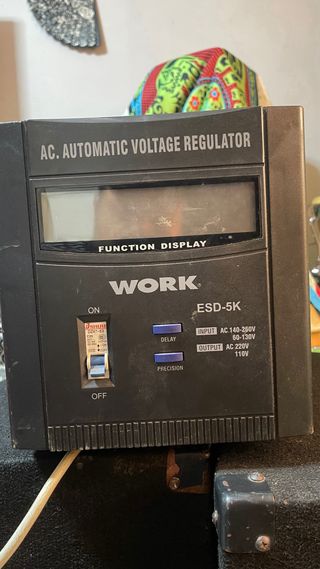 AC. AUTOMATIC VOLTAGE REGULATOR
FUNCTION DISPLAY
WORK
ESD-5K
ON
DELAY
INPUT AC.140-260V
60-130V
OUTPUT AC 220V
110V
PRECISION
OFF